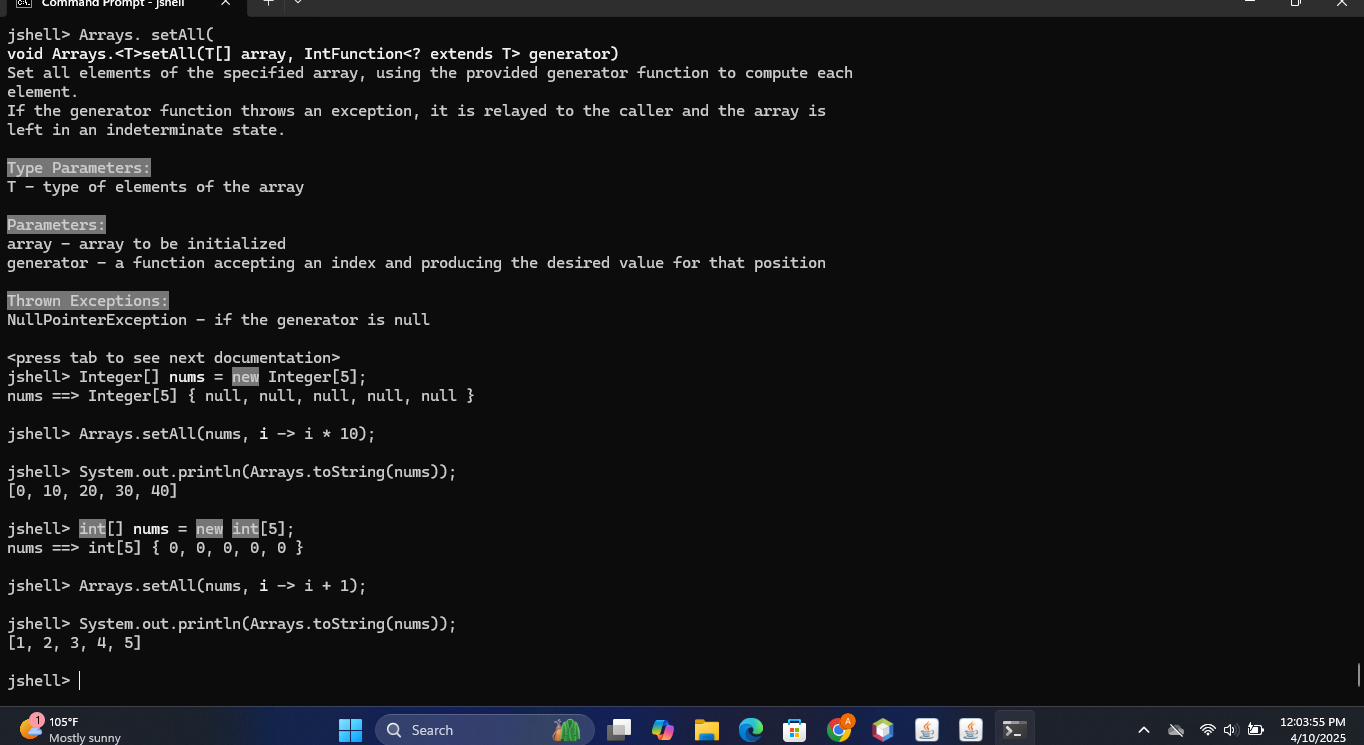 Command Prompt - jshell
jshell> Arrays. setAll(
void Arrays.<T>setAll(T[] array, IntFunction<? extends T> generator)
Set all elements of the specified array, using the provided generator function to compute each
element.
If the generator function throws an exception, it is relayed to the caller and the array is
left in an indeterminate state.
Type Parameters:
T - type of elements of the array
Parameters:
array - array to be initialized
generator - a function accepting an index and producing the desired value for that position
Thrown Exceptions:
NullPointerException - if the generator is null
<press tab to see next documentation>
jshell> Integer[] nums = new Integer[5];
nums ==> Integer[5] { null, null, null, null, null }
jshell> Arrays.setAll(nums, i -> i * 10);
jshell> System.out.println(Arrays.toString(nums));
[0, 10, 20, 30, 40]
jshell> int[] nums = new int[5];
nums ==> int[5] { 0, 0, 0, 0, 0 }
jshell> Arrays.setAll(nums, i -> i + 1);
jshell> System.out.println(Arrays.toString(nums));
[1, 2, 3, 4, 5]
jshell>
1
105°F
Mostly sunny
Search
A
12:03:55 PM
4/10/2025